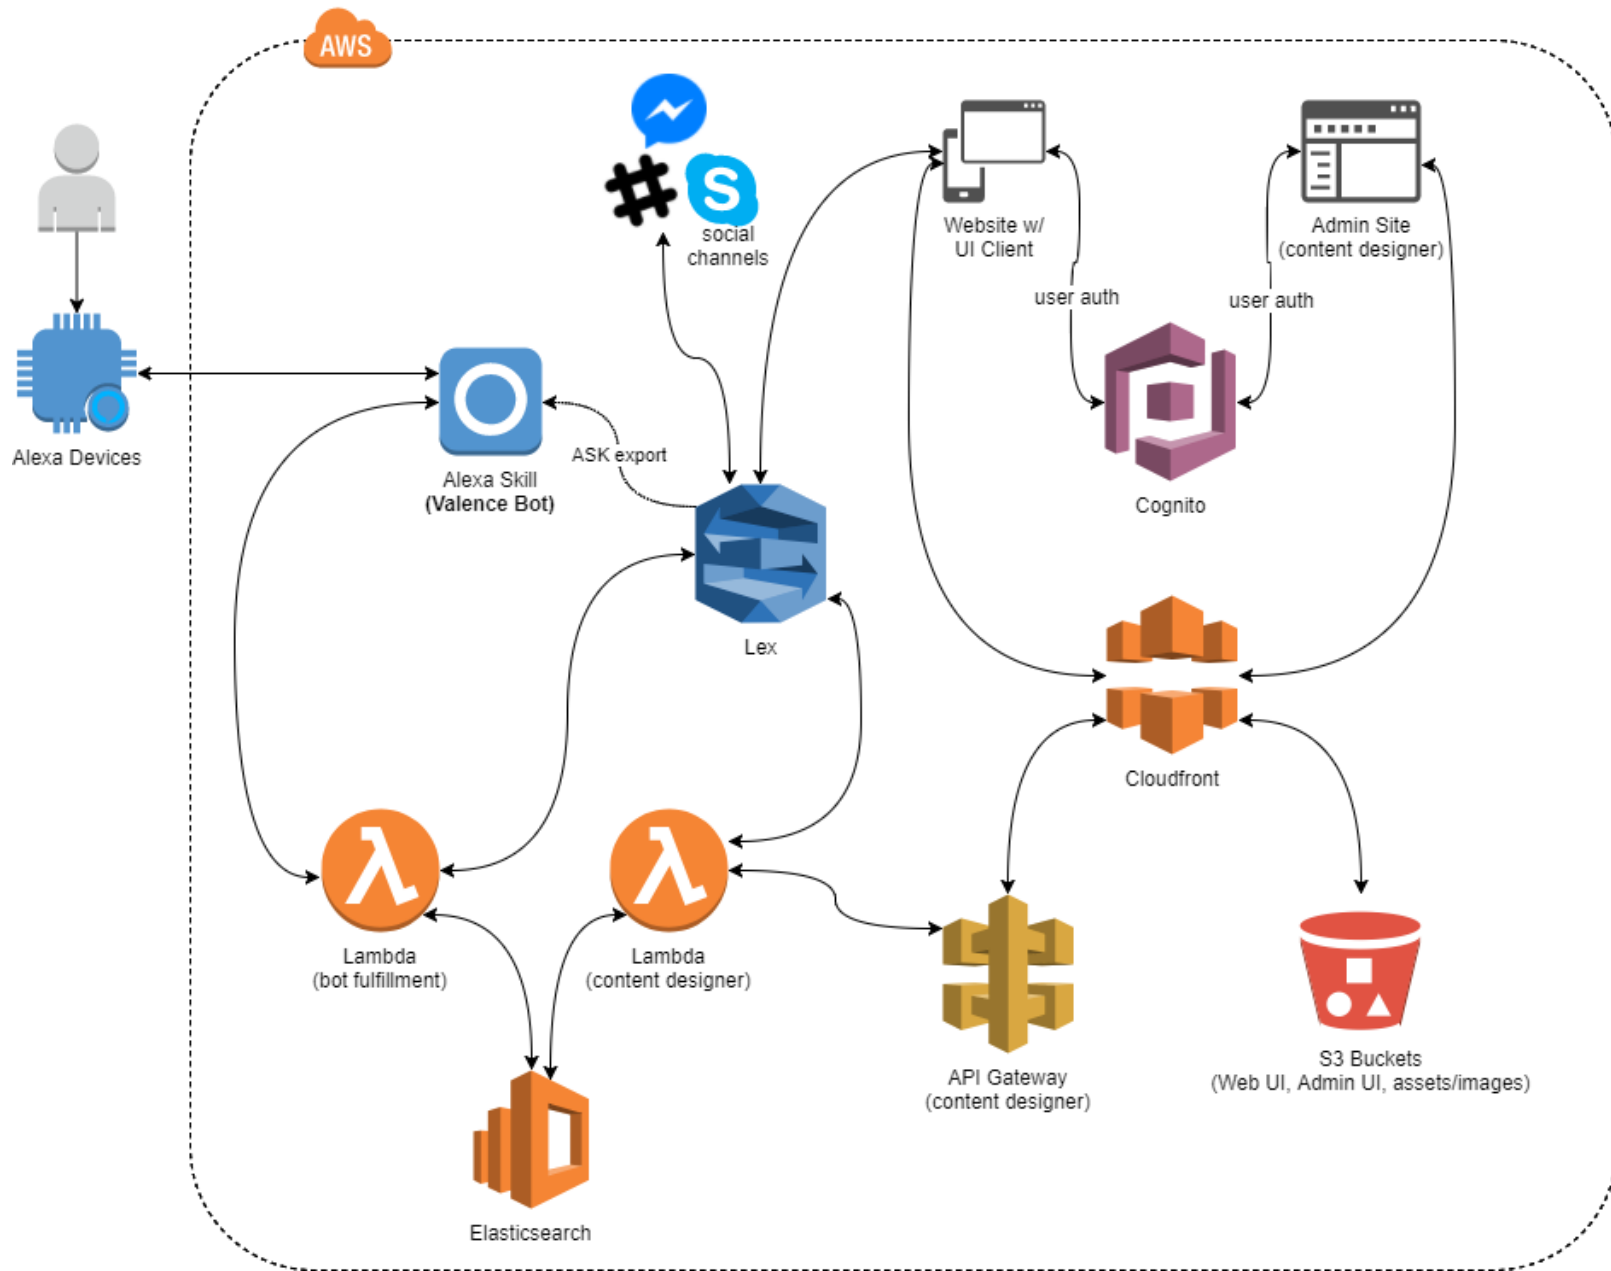 AWS
S
social
channels
Website w/
UI Client
Admin Site
(content designer)
user auth
user auth
Alexa Devices
Alexa Skill
(Valence Bot)
ASK export
Cognito
Lex
Cloudfront
λ
λ
Lambda
(bot fulfillment)
Lambda
(content designer)
API Gateway
(content designer)
S3 Buckets
(Web UI, Admin UI, assets/images)
Elasticsearch